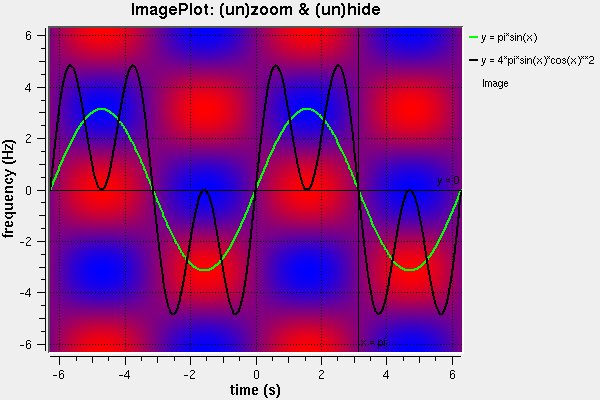 ImagePlot: (un)zoom & (un)hide
y = pi*sin(x)
y = 4*pi*sin(x)*cos(x)**2
Image
frequency (Hz)
6
4
2
0
-2
-4
-6
y = 0
x = pi
-6 -4 -2 0 2 4 6
time (s)